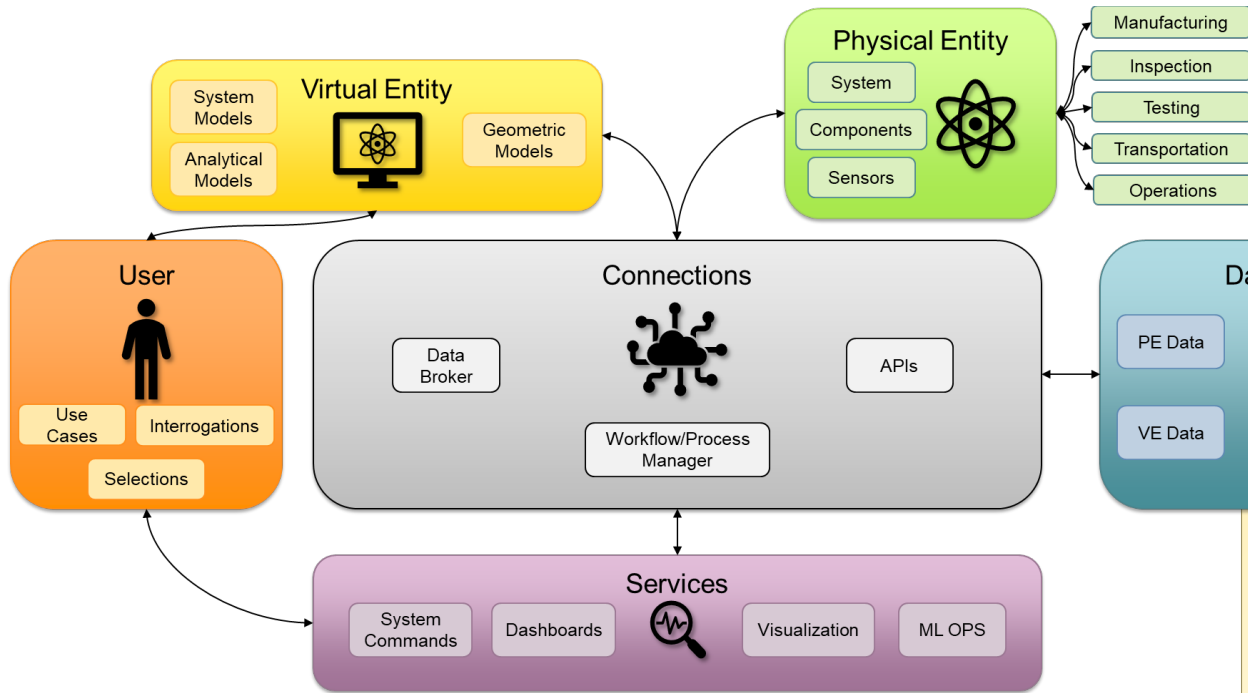 Physical Entity
System
Components
Sensors
Manufacturing
Inspection
Testing
Transportation
Operations
Virtual Entity
System
Models
Analytical
Models
Geometric
Models
User
Use
Cases
Interrogations
Selections
Connections
Data
Broker
APIs
Workflow/Process
Manager
Da
PE Data
VE Data
Services
System
Commands
Dashboards
Visualization
ML OPS